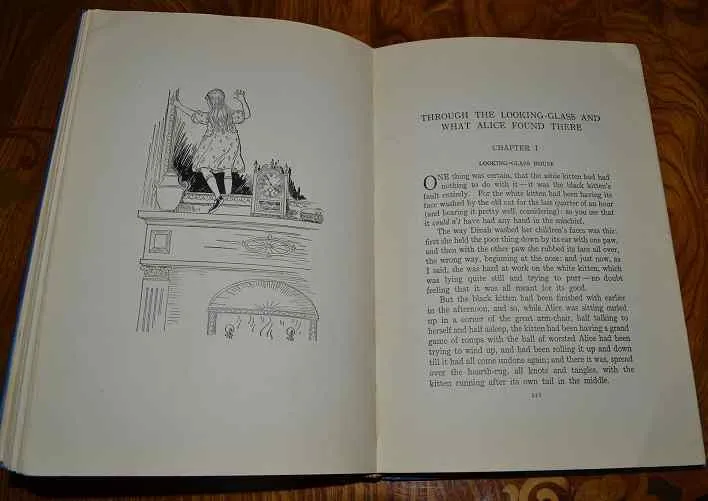 THROUGH THE LOOKING-GLASS AND
WHAT ALICE FOUND THERE
CHAPTER I
LOOKING-GLASS HOUSE
ONE thing was certain, that the white kitten had had
nothing to do with it—it was the black kitten's
fault entirely. For the white kitten had been having its
face washed by the old cat for the last quarter of an hour
(and bearing it pretty well, considering): so you see that
it could n't have had any hand in the mischief.
The way Dinah washed her children's faces was this:
first she held the poor thing down by its ear with one paw,
and then with the other paw she rubbed its face all over,
the wrong way, beginning at the nose: and just now, as
I said, she was hard at work on the white kitten, which
was lying quite still and trying to purr—no doubt
feeling that it was all meant for its good.
But the black kitten had been finished with earlier
in the afternoon, and so, while Alice was sitting curled
up in a corner of the great arm-chair, half talking to
herself and half asleep, the kitten had been having a grand
game of romps with the ball of worsted Alice had been
trying to wind up, and had been rolling it up and down
till it had all come undone again; and there it was, spread
over the hearth-rug, all knots and tangles, with the
kitten running after its own tail in the middle.